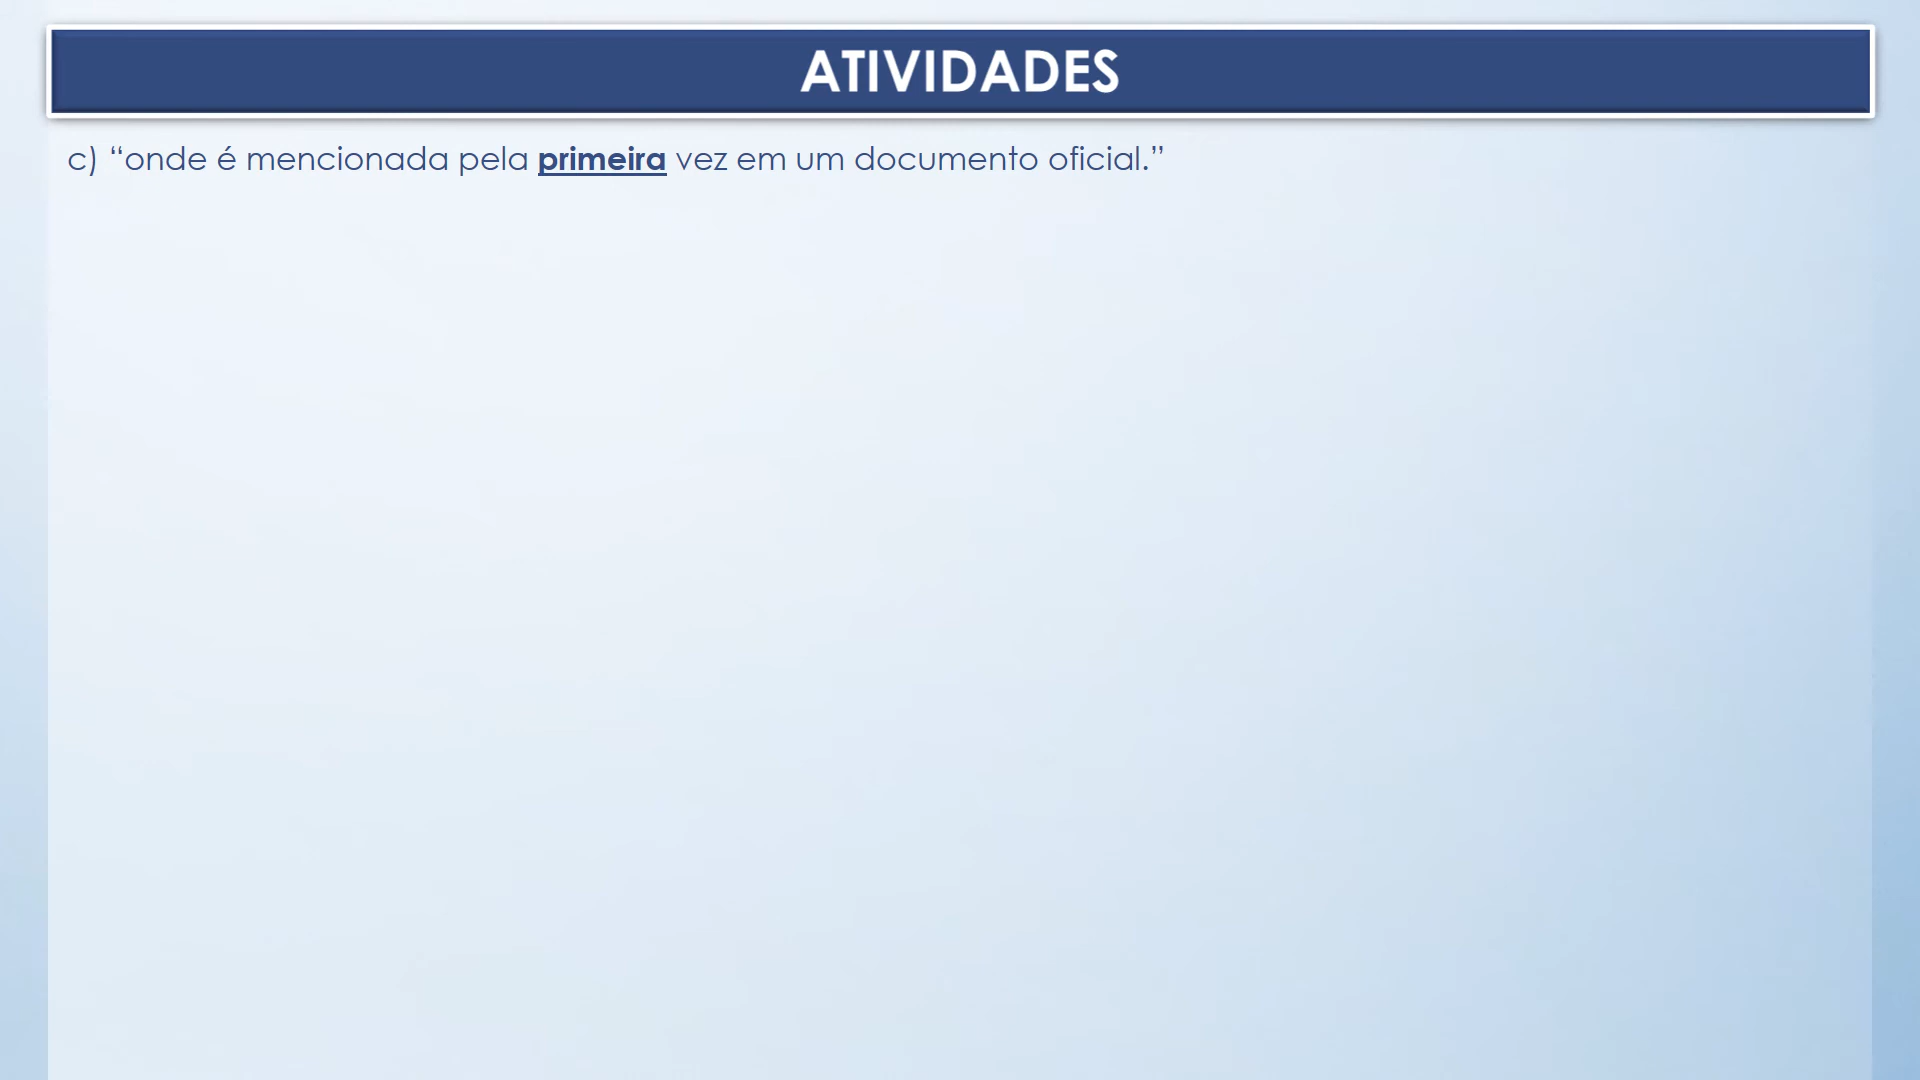 ATIVIDADES
c) “onde é mencionada pela primeira vez em um documento oficial.”